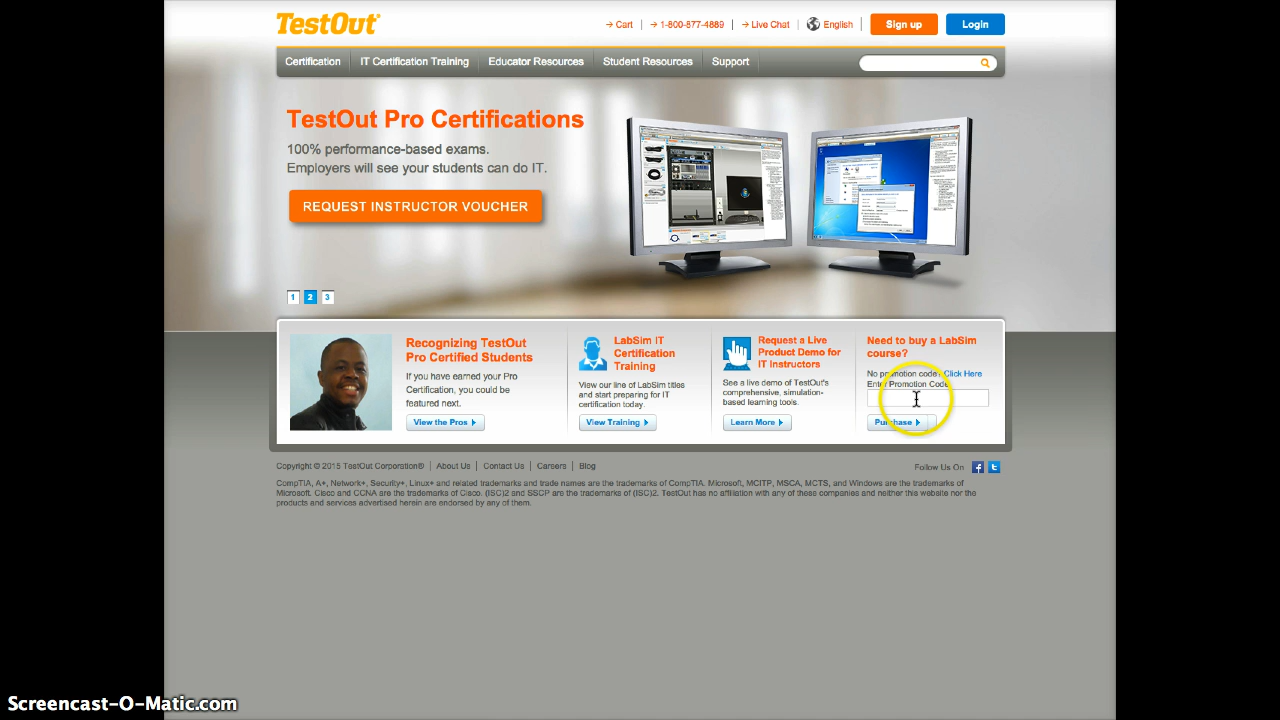 TestOut
Cart
1-800-877-4889
Live Chat
English
Sign up
Login
Certification
IT Certification Training
Educator Resources
Student Resources
Support
TestOut Pro Certifications
100% performance-based exams.
Employers will see your students can do IT.
REQUEST INSTRUCTOR VOUCHER
1 2 3
Recognizing TestOut
Pro Certified Students
If you have earned your Pro
Certification, you could be
featured next.
View the Pros
LabSim IT
Certification
Training
View our line of LabSim titles
and start preparing for IT
certification today.
View Training
Request a Live
Product Demo for
IT Instructors
See a live demo of TestOut's
comprehensive, simulation-
based learning tools.
Learn More
Need to buy a LabSim
course?
No promotion code? Click Here
Enter Promotion Code
Purchase
Copyright © 2015 TestOut Corporation® | About Us | Contact Us | Careers | Blog
Follow Us On
CompTIA, A+, Network+, Security+, Linux+ and related trademarks and trade names are the trademarks of CompTIA. Microsoft, MCITP, MSCA, MCTS, and Windows are the trademarks of
Microsoft. Cisco and CCNA are the trademarks of Cisco. (ISC)2 and SSCP are the trademarks of (ISC)2. TestOut has no affiliation with any of these companies and neither this website nor the
products and services advertised herein are endorsed by any of them.
Screencast-O-Matic.com